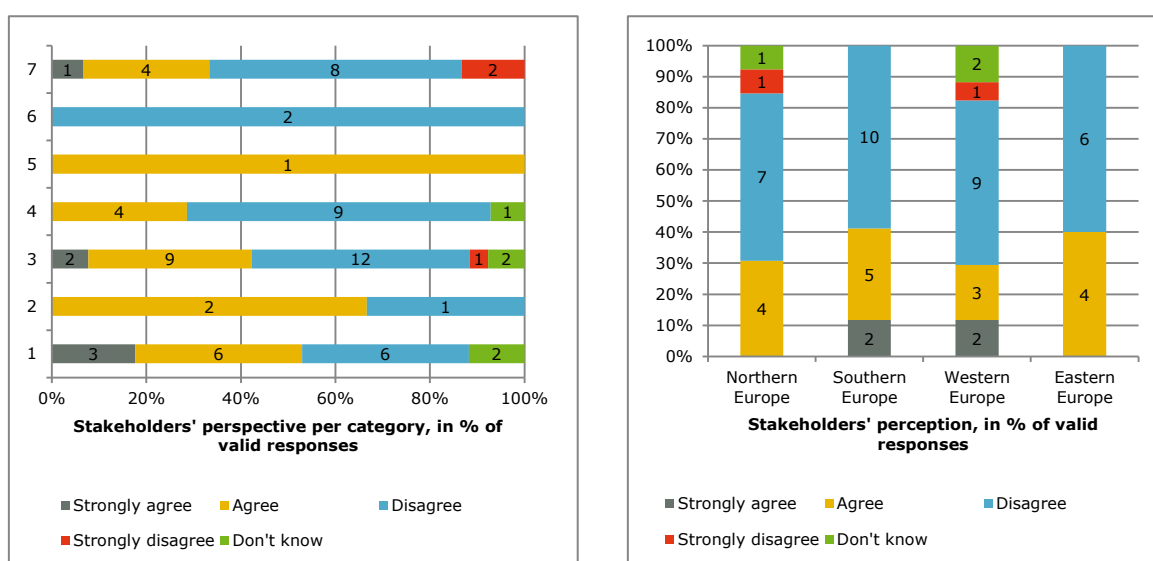 7 1 4 8 2
6 2
5 1
4 4 9 1
3 2 9 12 1 2
2 2 1
1 3 6 6 2
0% 20% 40% 60% 80% 100%
Stakeholders' perspective per category, in % of
valid responses
Strongly agree Agree Disagree
Strongly disagree Don't know
100%
90%
80%
70%
60%
50%
40%
30%
20%
10%
0%
1 2
1 1
10 6
7 9
5
4 3 4
2 2
Northern Southern Western Eastern
Europe Europe Europe Europe
Stakeholders' perception, in % of valid
responses
Strongly agree Agree Disagree
Strongly disagree Don't know